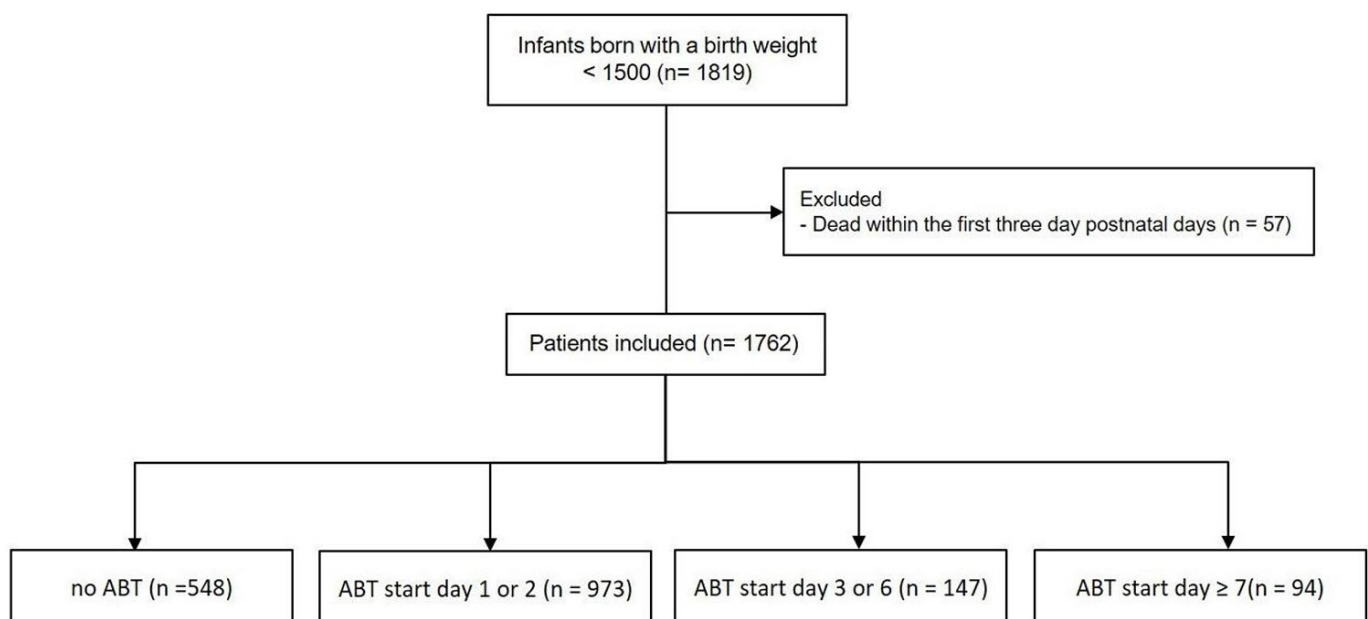 Infants born with a birth weight
< 1500 (n= 1819)
Excluded
- Dead within the first three day postnatal days (n = 57)
Patients included (n= 1762)
no ABT (n =548)
ABT start day 1 or 2 (n = 973)
ABT start day 3 or 6 (n = 147)
ABT start day ≥ 7(n = 94)